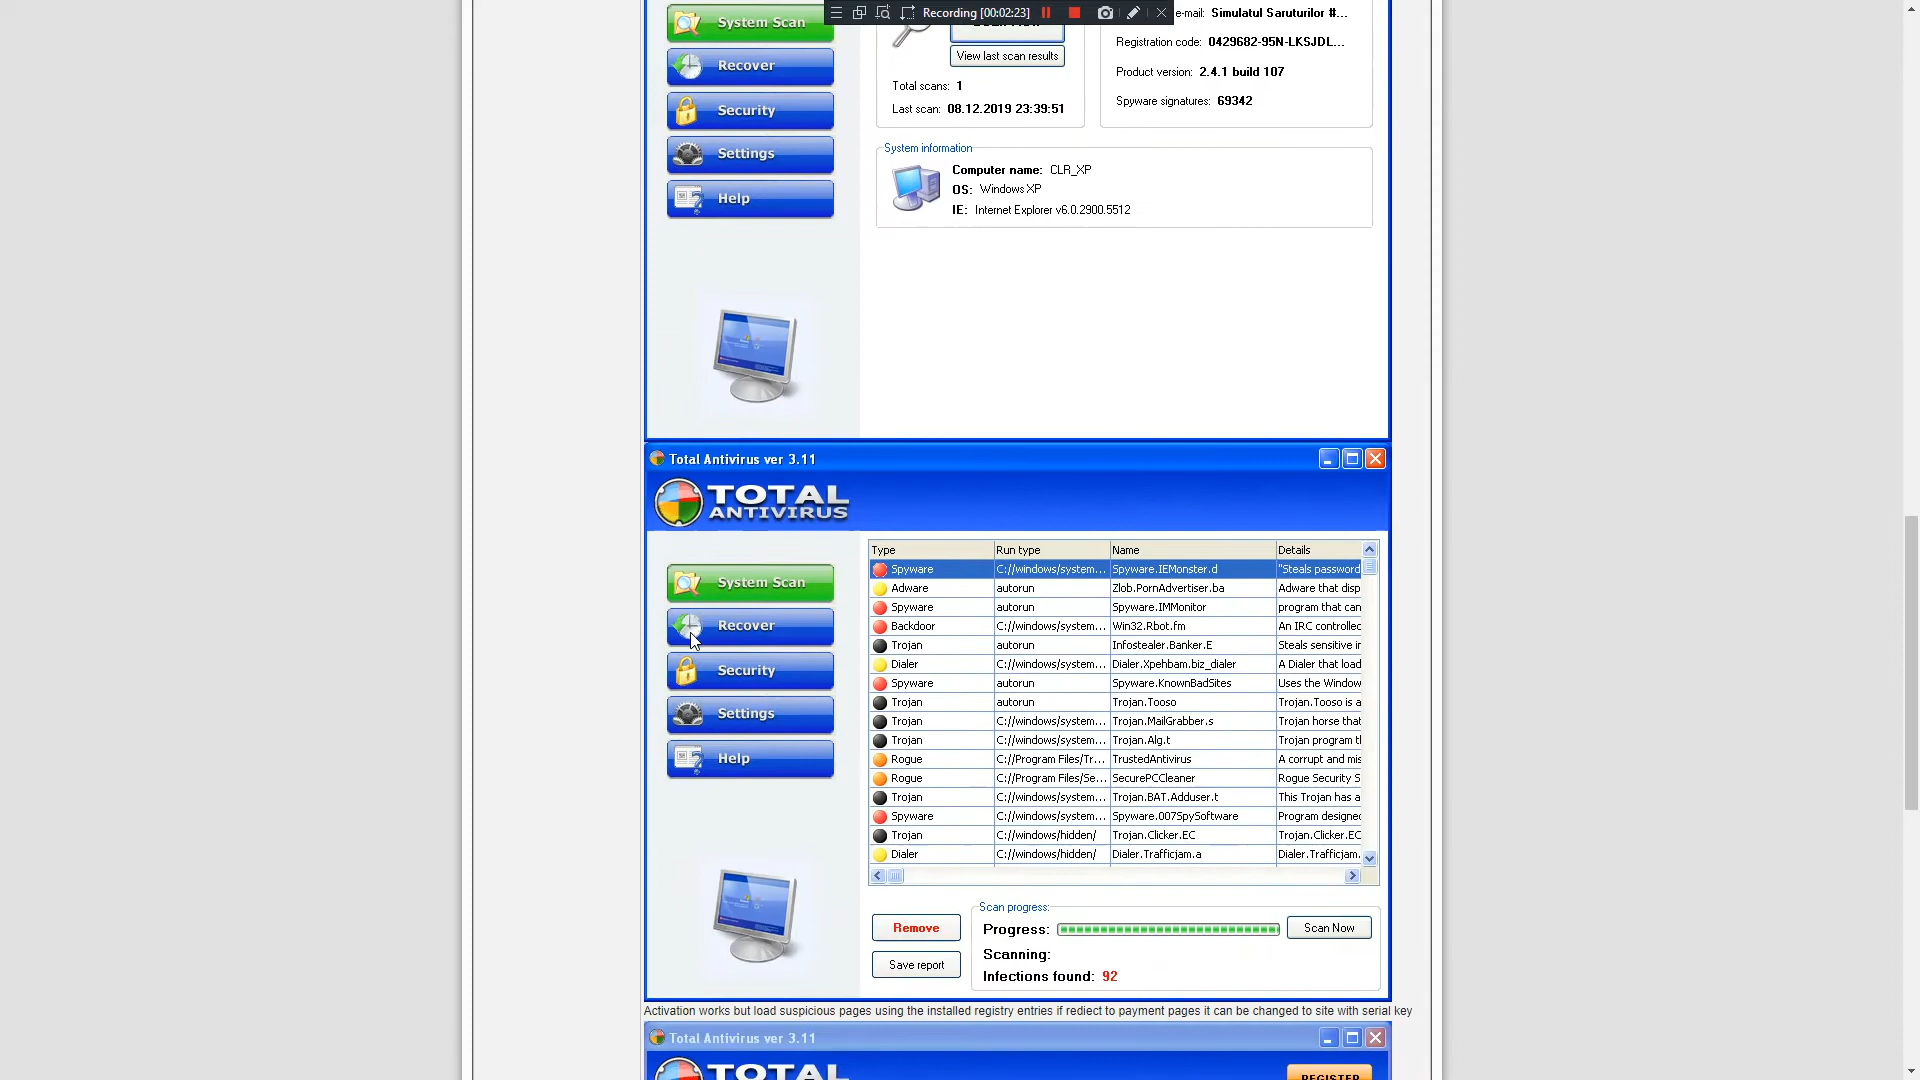 Recording [00:02:23]
System Scan
Recover
Security
Settings
Help
View last scan results
Total scans: 1
Last scan: 08.12.2019 23:39:51
e-mail: Simulatul Saruturilor #...
Registration code: 0429682-95N-LKSJDL...
Product version: 2.4.1 build 107
Spyware signatures: 69342
System information
Computer name: CLR_XP
OS: Windows XP
IE: Internet Explorer v6.0.2900.5512
Total Antivirus ver 3.11
TOTAL
ANTIVIRUS
System Scan
Recover
Security
Settings
Help
Type Run type Name Details
Spyware C://windows/system... Spyware.IEMonster.d "Steals password
Adware autorun Zlob.PornAdvertiser.ba Adware that disp
Spyware autorun Spyware.IMMonitor program that can
Backdoor C://windows/system... Win32.Rbot.fm An IRC controlled
Trojan autorun Infostealer.Banker.E Steals sensitive in
Dialer C://windows/system... Dialer.Xpehbam.biz_dialer A Dialer that load
Spyware autorun Spyware.KnownBadSites Uses the Window
Trojan autorun Trojan.Tooso Trojan.Tooso is a
Trojan C://windows/system... Trojan.MailGrabber.s Trojan horse that
Trojan C://windows/system... Trojan.Alg.t Trojan program t
Rogue C://Program Files/Tr... TrustedAntivirus A corrupt and mis
Rogue C://Program Files/Se... SecurePCCleaner Rogue Security S
Trojan C://windows/system... Trojan.BAT.Adduser.t This Trojan has a
Spyware C://windows/system... Spyware.007SpySoftware Program designed
Trojan C://windows/hidden/ Trojan.Clicker.EC Trojan.Clicker.EC
Dialer C://windows/hidden/ Dialer.Trafficjam.a Dialer.Trafficjam.
Remove
Save report
Scan progress:
Progress:
Scan Now
Scanning:
Infections found: 92
Activation works but load suspicious pages using the installed registry entries if rediect to payment pages it can be changed to site with serial key
Total Antivirus ver 3.11
TOTAL
REGISTER